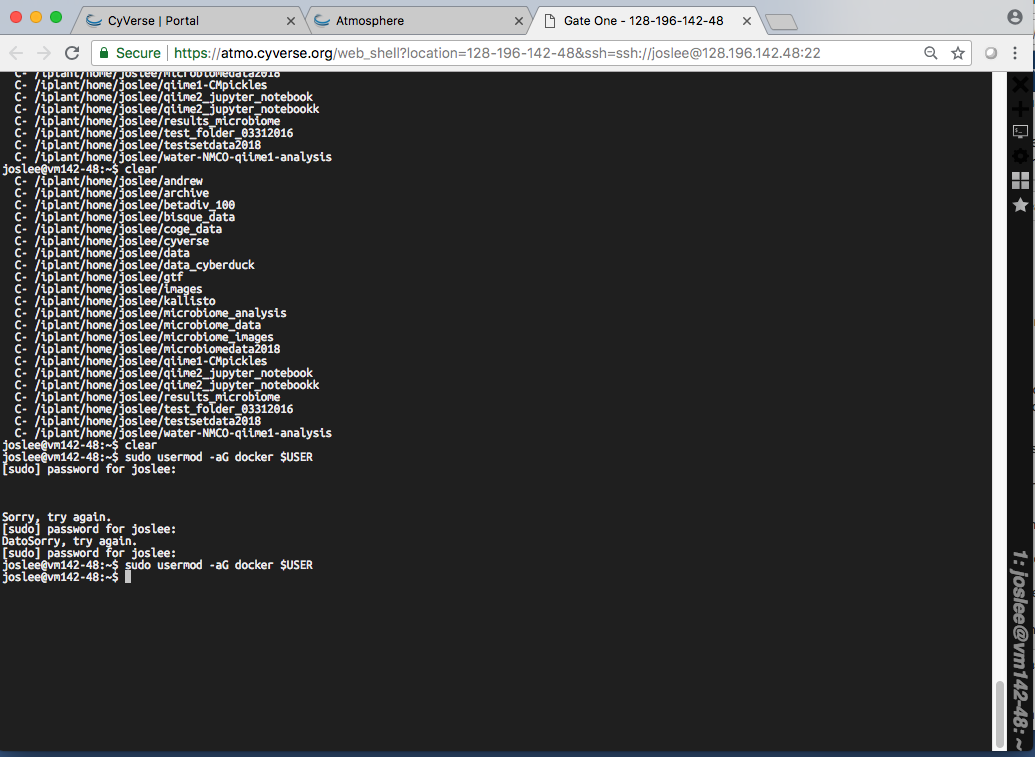 CyVerse | Portal
Atmosphere
Gate One - 128-196-142-48
Secure
https://atmo.cyverse.org/web_shell?location=128-196-142-48&ssh=ssh://joslee@128.196.142.48:22
C- /iplant/home/joslee/microbiomedata2018
C- /iplant/home/joslee/qiime1-CMpickles
C- /iplant/home/joslee/qiime2_jupyter_notebook
C- /iplant/home/joslee/qiime2_jupyter_notebookk
C- /iplant/home/joslee/results_microbiome
C- /iplant/home/joslee/test_folder_03312016
C- /iplant/home/joslee/testsetdata2018
C- /iplant/home/joslee/water-NMCO-qiime1-analysis
joslee@vm142-48:~$ clear
C- /iplant/home/joslee/andrew
C- /iplant/home/joslee/archive
C- /iplant/home/joslee/betadiv_100
C- /iplant/home/joslee/bisque_data
C- /iplant/home/joslee/coge_data
C- /iplant/home/joslee/cyverse
C- /iplant/home/joslee/data
C- /iplant/home/joslee/data_cyberduck
C- /iplant/home/joslee/gtf
C- /iplant/home/joslee/images
C- /iplant/home/joslee/kallisto
C- /iplant/home/joslee/microbiome_analysis
C- /iplant/home/joslee/microbiome_data
C- /iplant/home/joslee/microbiome_images
C- /iplant/home/joslee/microbiomedata2018
C- /iplant/home/joslee/qiime1-CMpickles
C- /iplant/home/joslee/qiime2_jupyter_notebook
C- /iplant/home/joslee/qiime2_jupyter_notebookk
C- /iplant/home/joslee/results_microbiome
C- /iplant/home/joslee/test_folder_03312016
C- /iplant/home/joslee/testsetdata2018
C- /iplant/home/joslee/water-NMCO-qiime1-analysis
joslee@vm142-48:~$ clear
joslee@vm142-48:~$ sudo usermod -aG docker $USER
[sudo] password for joslee:
Sorry, try again.
[sudo] password for joslee:
DatoSorry, try again.
[sudo] password for joslee:
joslee@vm142-48:~$ sudo usermod -aG docker $USER
joslee@vm142-48:~$
1: joslee@vm142-48: ~